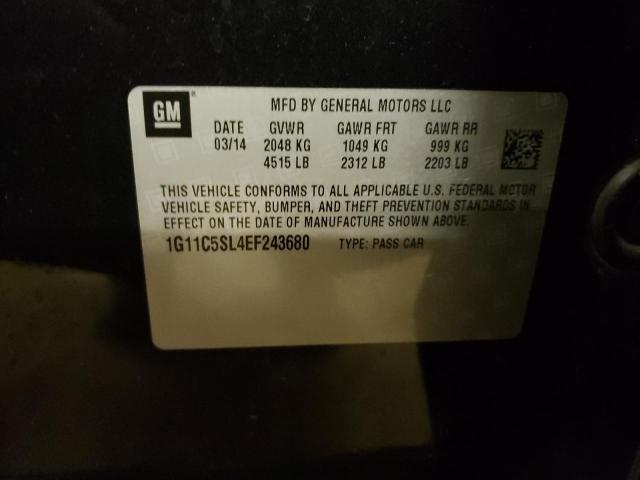 GM ® MFD BY GENERAL MOTORS LLC
DATE GVWR GAWR FRT GAWR RR
03/14 2048 KG 1049 KG 999 KG
4515 LB 2312 LB 2203 LB
THIS VEHICLE CONFORMS TO ALL APPLICABLE U.S. FEDERAL MOTOR
VEHICLE SAFETY, BUMPER, AND THEFT PREVENTION STANDARDS IN
EFFECT ON THE DATE OF MANUFACTURE SHOWN ABOVE.
1G11C5SL4EF243680 TYPE: PASS CAR